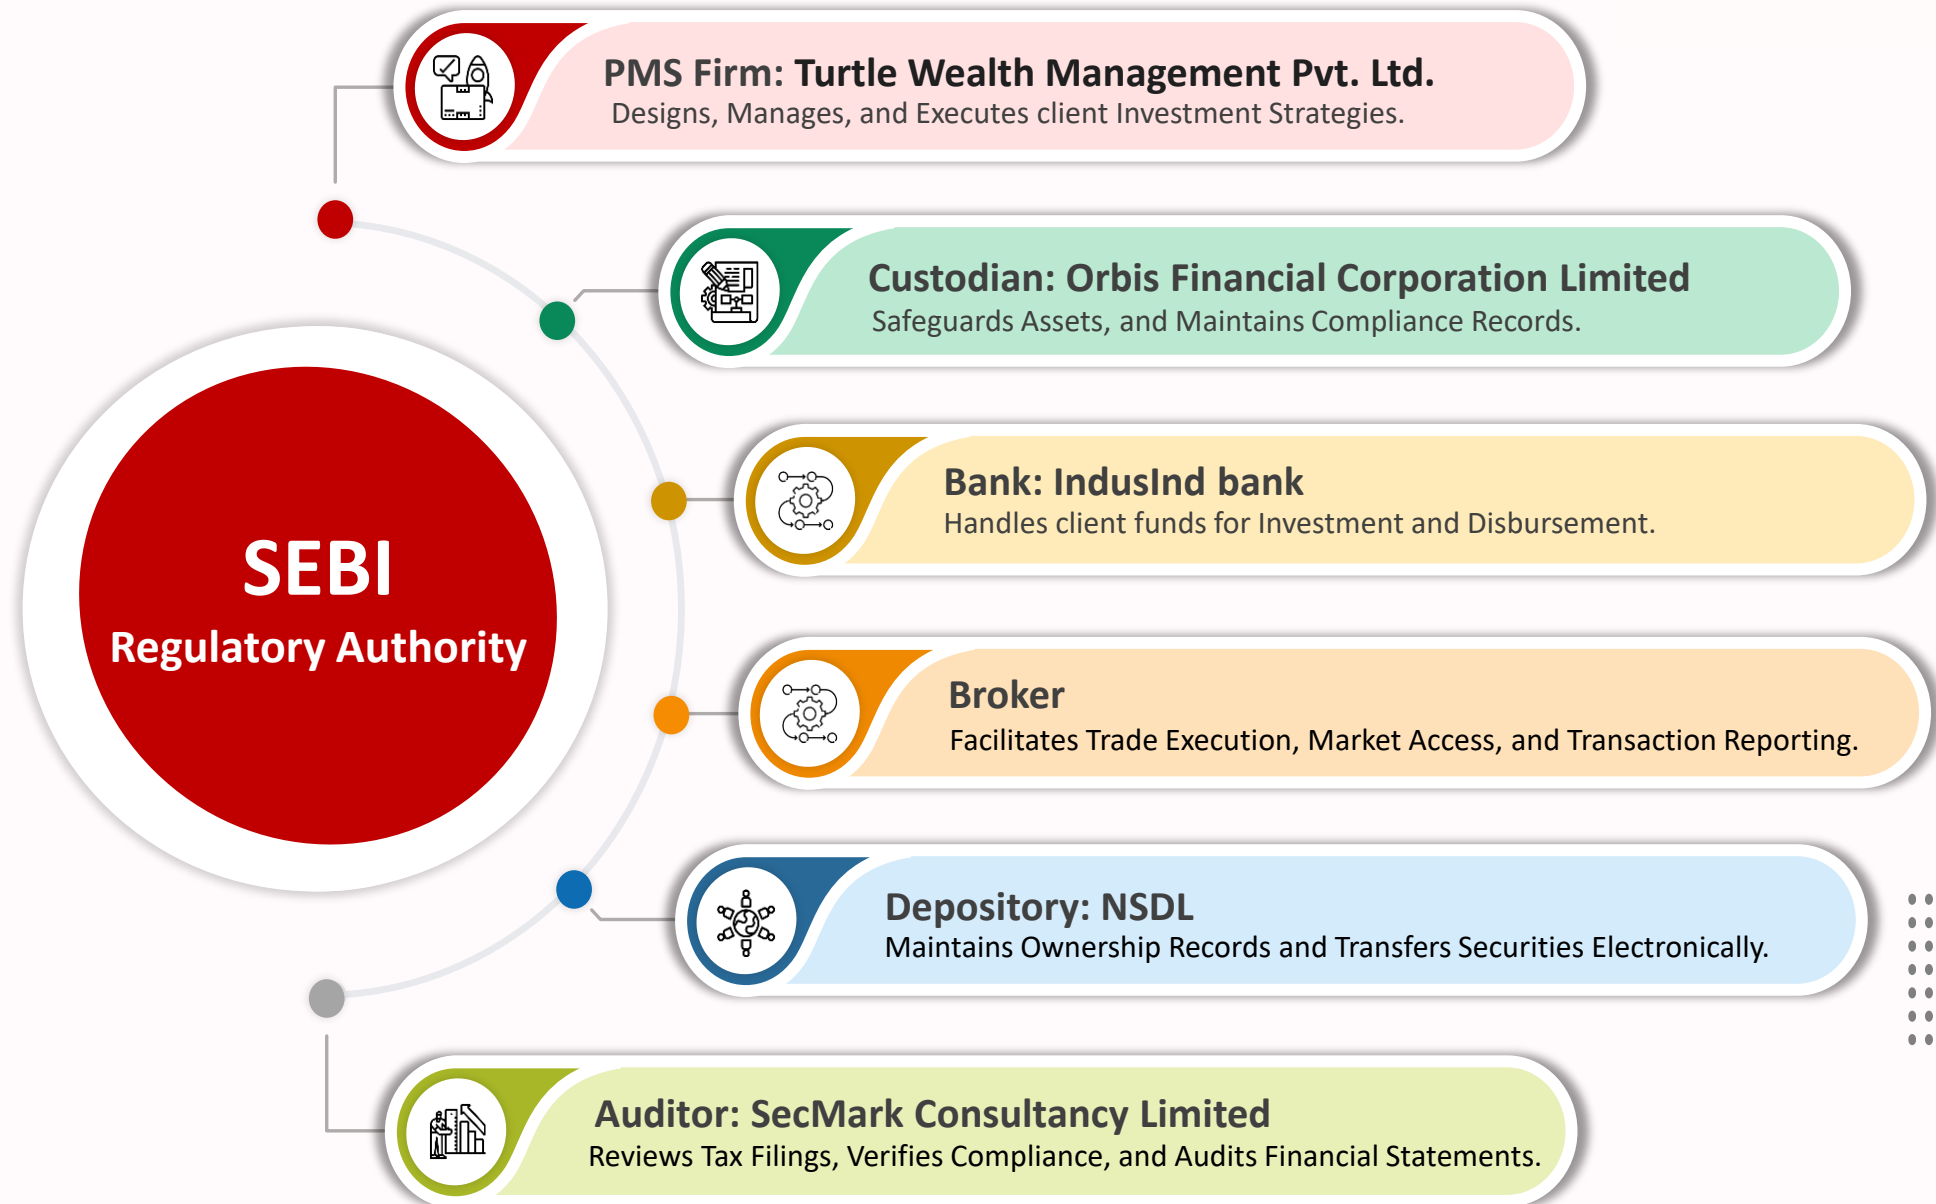 PMS Firm: Turtle Wealth Management Pvt. Ltd.
Designs, Manages, and Executes client Investment Strategies.
Custodian: Orbis Financial Corporation Limited
Safeguards Assets, and Maintains Compliance Records.
Bank: IndusInd bank
Handles client funds for Investment and Disbursement.
SEBI
Regulatory Authority
Broker
Facilitates Trade Execution, Market Access, and Transaction Reporting.
Depository: NSDL
Maintains Ownership Records and Transfers Securities Electronically.
Auditor: SecMark Consultancy Limited
Reviews Tax Filings, Verifies Compliance, and Audits Financial Statements.